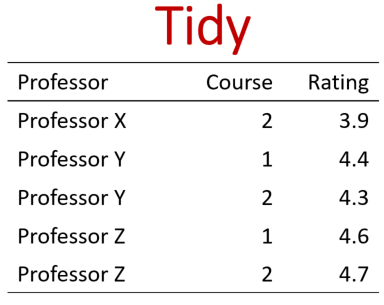 Tidy
Professor Course Rating
Professor X 2 3.9
Professor Y 1 4.4
Professor Y 2 4.3
Professor Z 1 4.6
Professor Z 2 4.7